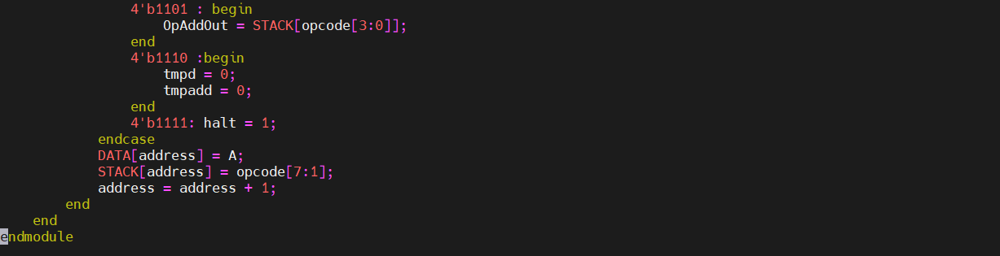 4'b1101 : begin
                    OpAddOut = STACK[opcode[3:0]];
                end
                4'b1110 :begin
                    tmpd = 0;
                    tmpadd = 0;
                end
                4'b1111: halt = 1;
            endcase
            DATA[address] = A;
            STACK[address] = opcode[7:1];
            address = address + 1;
        end
    end
endmodule